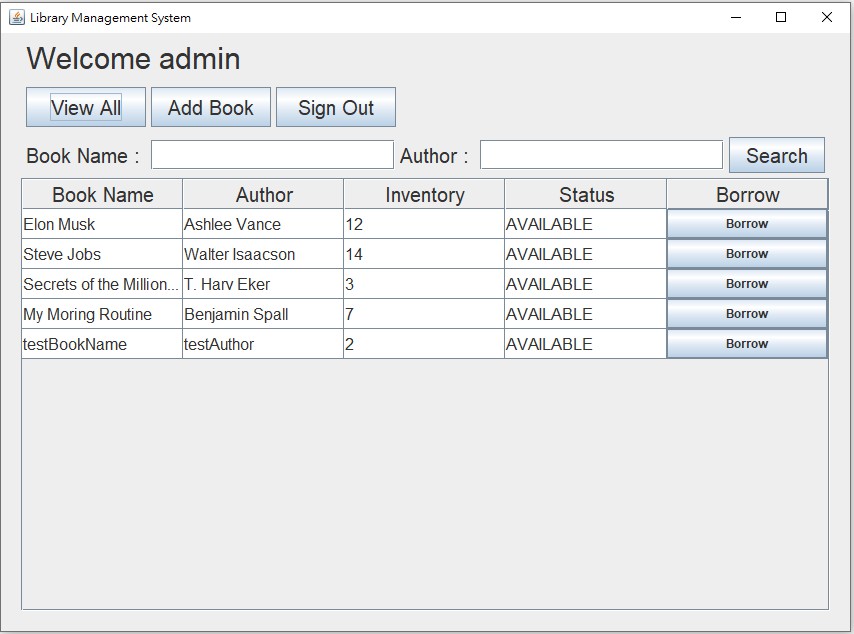 Library Management System
Welcome admin
View All Add Book Sign Out
Book Name : Author : Search
Book Name Author Inventory Status Borrow
Elon Musk Ashlee Vance 12 AVAILABLE Borrow
Steve Jobs Walter Isaacson 14 AVAILABLE Borrow
Secrets of the Million... T. Harv Eker 3 AVAILABLE Borrow
My Moring Routine Benjamin Spall 7 AVAILABLE Borrow
testBookName testAuthor 2 AVAILABLE Borrow